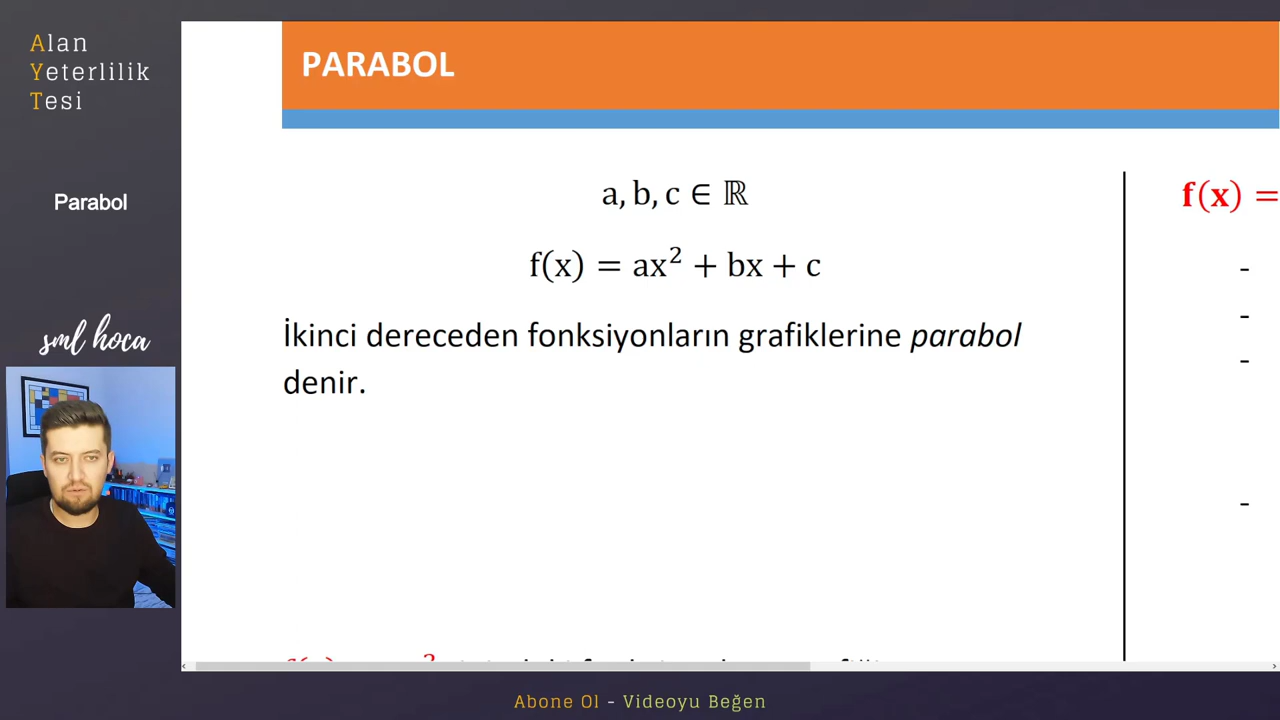 Alan
Yeterlilik
Tesi
Parabol
sml hoca
PARABOL
a, b, c ∈ ℝ
f(x) = ax² + bx + c
İkinci dereceden fonksiyonların grafiklerine parabol
denir.
f(x) =
-
-
-
-
Abone Ol - Videoyu Beğen